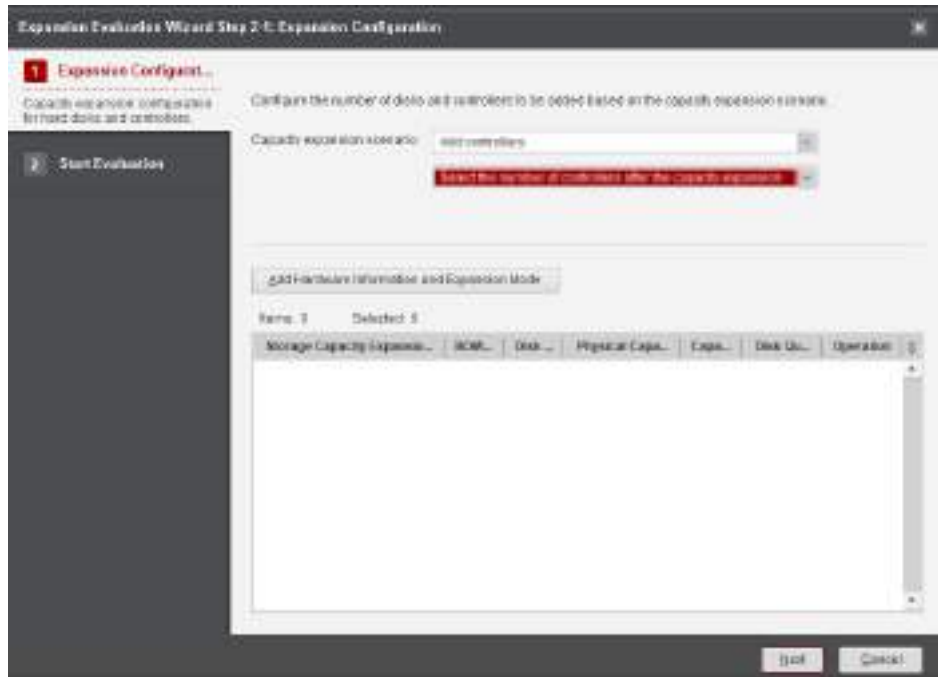 Expansion Evaluation Wizard Step 2-1: Expansion Configuration
1 Expansion Configurat...
Capacity expansion configuration
for hard disks and controllers.
2 Start Evaluation
Configure the number of disks and controllers to be added based on the capacity expansion scenario.
Capacity expansion scenario
Add controllers
Select the number of controllers after the capacity expansion
Add Hardware Information and Expansion Mode
Items: Selected:
Storage Capacity Expansio... BOM... Disk ... Physical Capa... Capa... Disk Qu... Operation
Next Cancel